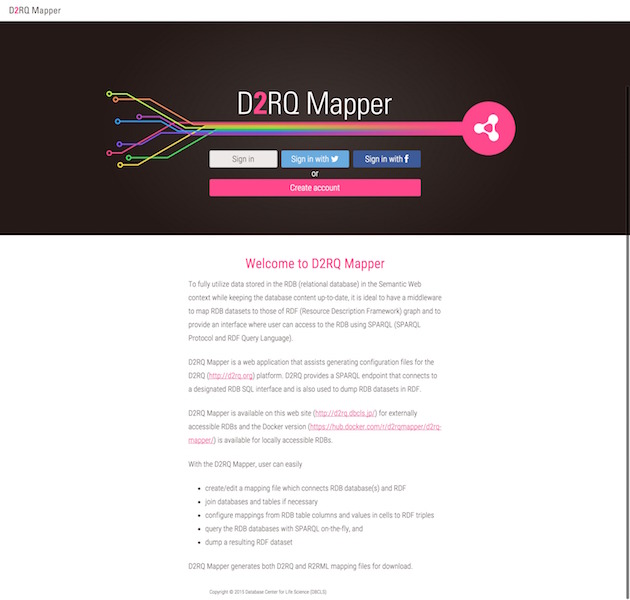 D2RQ Mapper
D2RQ Mapper
Sign in
Sign in with
Sign in with
or
Create account
Welcome to D2RQ Mapper
To fully utilize data stored in the RDB (relational database) in the Semantic Web
context while keeping the database content up-to-date, it is ideal to have a middleware
to map RDB datasets to those of RDF (Resource Description Framework) graph and to
provide an interface where user can access to the RDB using SPARQL (SPARQL
Protocol and RDF Query Language).
D2RQ Mapper is a web application that assists generating configuration files for the
D2RQ (http://d2rq.org) platform. D2RQ provides a SPARQL endpoint that connects to
a designated RDB SQL interface and is also used to dump RDB datasets in RDF.
D2RQ Mapper is available on this web site (http://d2rq.dbcls.jp/) for externally
accessible RDBs and the Docker version (https://hub.docker.com/r/d2rqmapper/d2rq-
mapper/) is available for locally accessible RDBs.
With the D2RQ Mapper, user can easily
• create/edit a mapping file which connects RDB database(s) and RDF
• join databases and tables if necessary
• configure mappings from RDB table columns and values in cells to RDF triples
• query the RDB databases with SPARQL on-the-fly, and
• dump a resulting RDF dataset
D2RQ Mapper generates both D2RQ and R2RML mapping files for download.
Copyright © 2015 Database Center for Life Science (DBCLS)